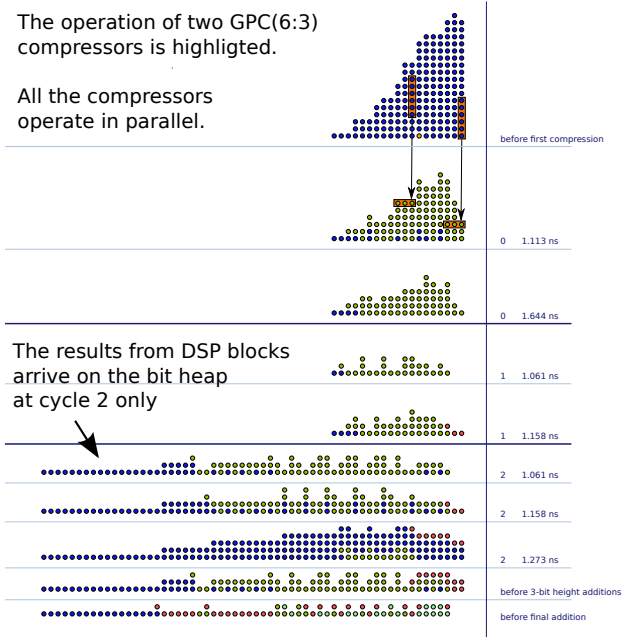 The operation of two GPC(6:3)
compressors is highligted.
All the compressors
operate in parallel.
before first compression
0 1.113 ns
0 1.644 ns
The results from DSP blocks
arrive on the bit heap
at cycle 2 only
1 1.061 ns
1 1.158 ns
2 1.061 ns
2 1.158 ns
2 1.273 ns
before 3-bit height additions
before final addition